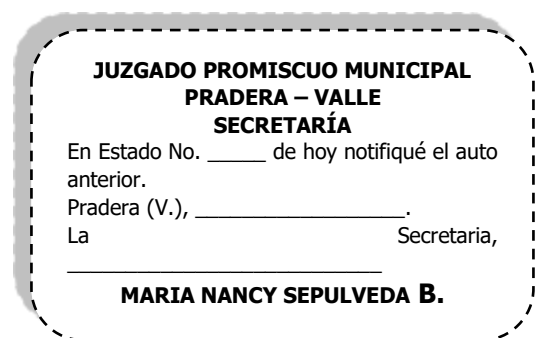 JUZGADO PROMISCUO MUNICIPAL
PRADERA – VALLE
SECRETARÍA
En Estado No. _____ de hoy notifiqué el auto
anterior.
Pradera (V.), __________________.
La Secretaria,
___________________________
MARIA NANCY SEPULVEDA B.